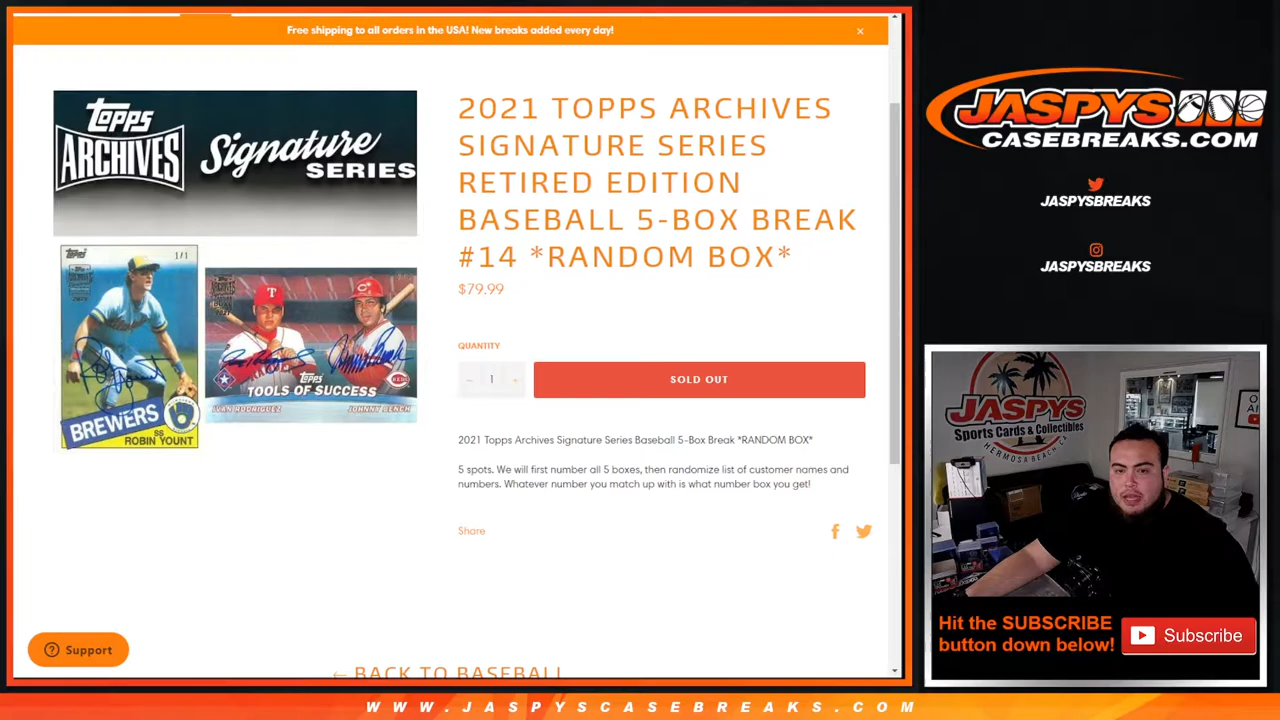 Free shipping to all orders in the USA! New breaks added every day!
×
Topps
ARCHIVES
Signature
SERIES
2021 TOPPS ARCHIVES
SIGNATURE SERIES
RETIRED EDITION
BASEBALL 5-BOX BREAK
#14 *RANDOM BOX*
$79.99
QUANTITY
1
SOLD OUT
Topps
1/1
BREWERS
SS
ROBIN YOUNT
Topps
TOOLS OF SUCCESS
IVAN RODRIGUEZ
JOHNNY BENCH
2021 Topps Archives Signature Series Baseball 5-Box Break *RANDOM BOX*
5 spots. We will first number all 5 boxes, then randomize list of customer names and
numbers. Whatever number you match up with is what number box you get!
Share
Support
← BACK TO BASEBALL
JASPYS
CASEBREAKS.COM
JASPYSBREAKS
JASPYSBREAKS
JASPYS
Sports Cards & Collectibles
HERMOSA BEACH CA
Hit the SUBSCRIBE
button down below!
Subscribe
WWW.JASPYSCASEBREAKS.COM